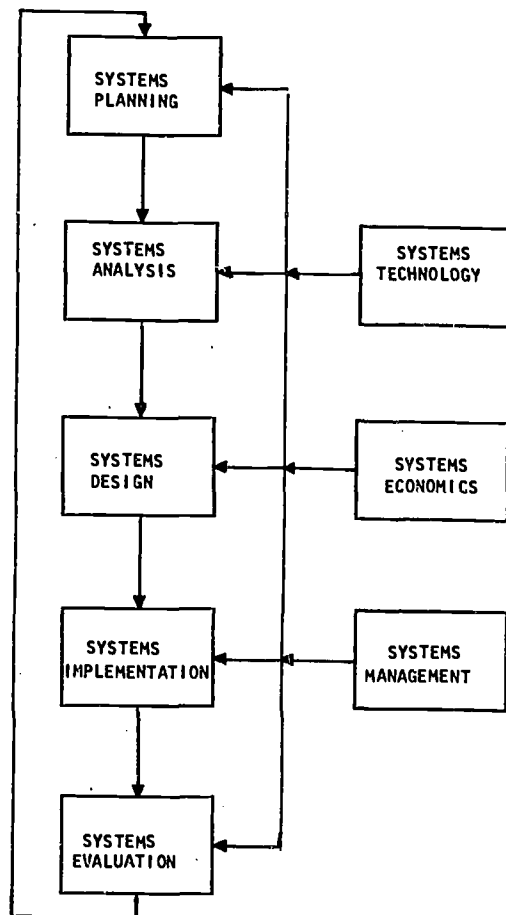 SYSTEMS
PLANNING
SYSTEMS
ANALYSIS
SYSTEMS
TECHNOLOGY
SYSTEMS
DESIGN
SYSTEMS
ECONOMICS
SYSTEMS
IMPLEMENTATION
SYSTEMS
MANAGEMENT
SYSTEMS
EVALUATION